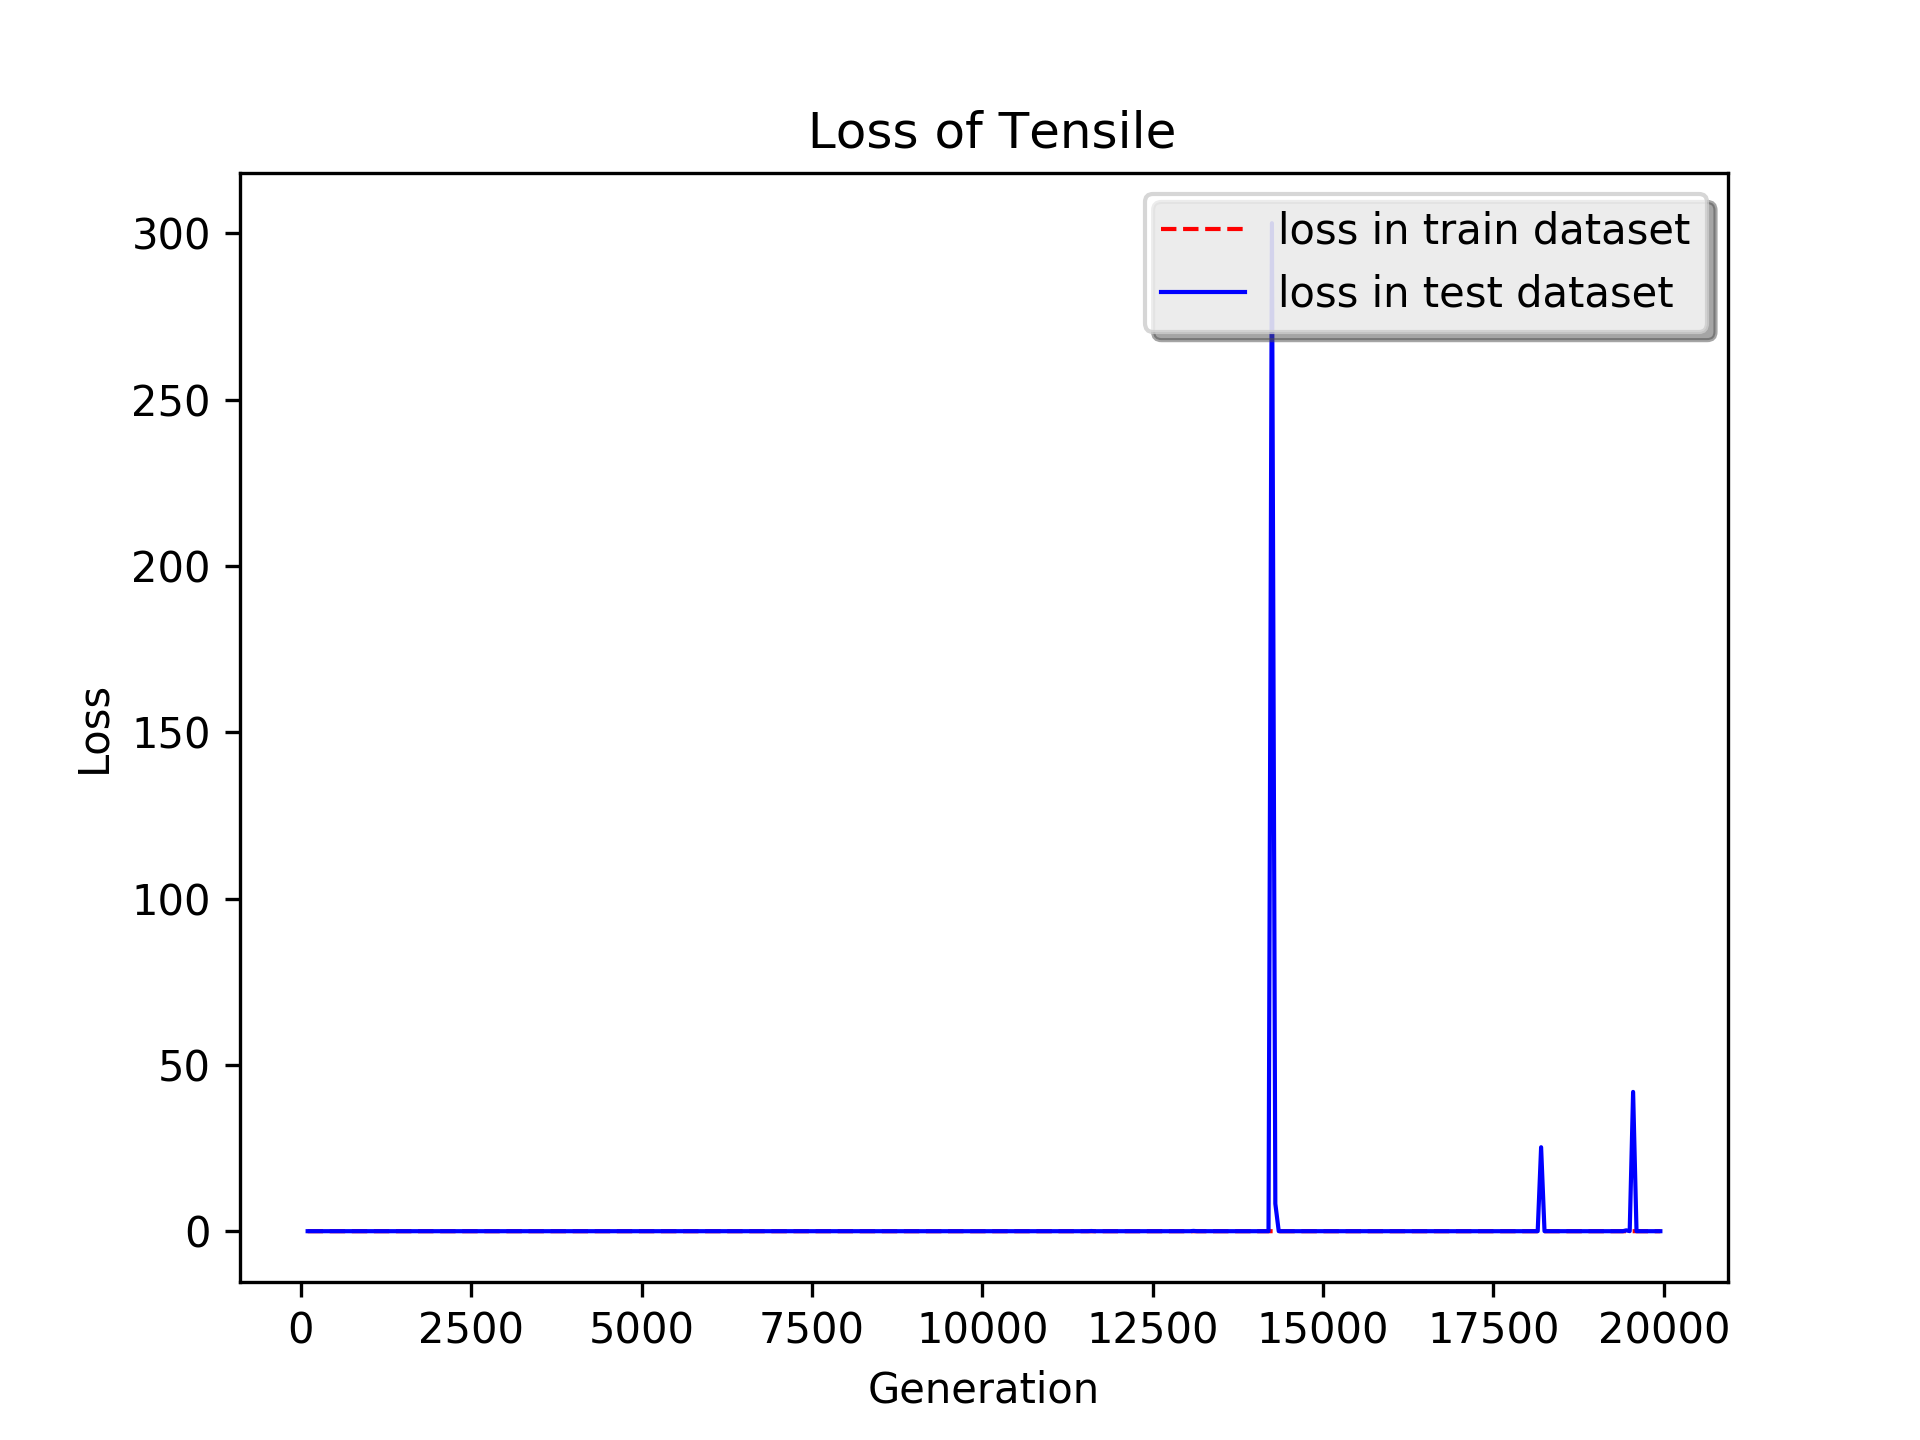 Loss of Tensile
loss in train dataset
loss in test dataset
300
250
200
150
100
50
0
Loss
0 2500 5000 7500 10000 12500 15000 17500 20000
Generation